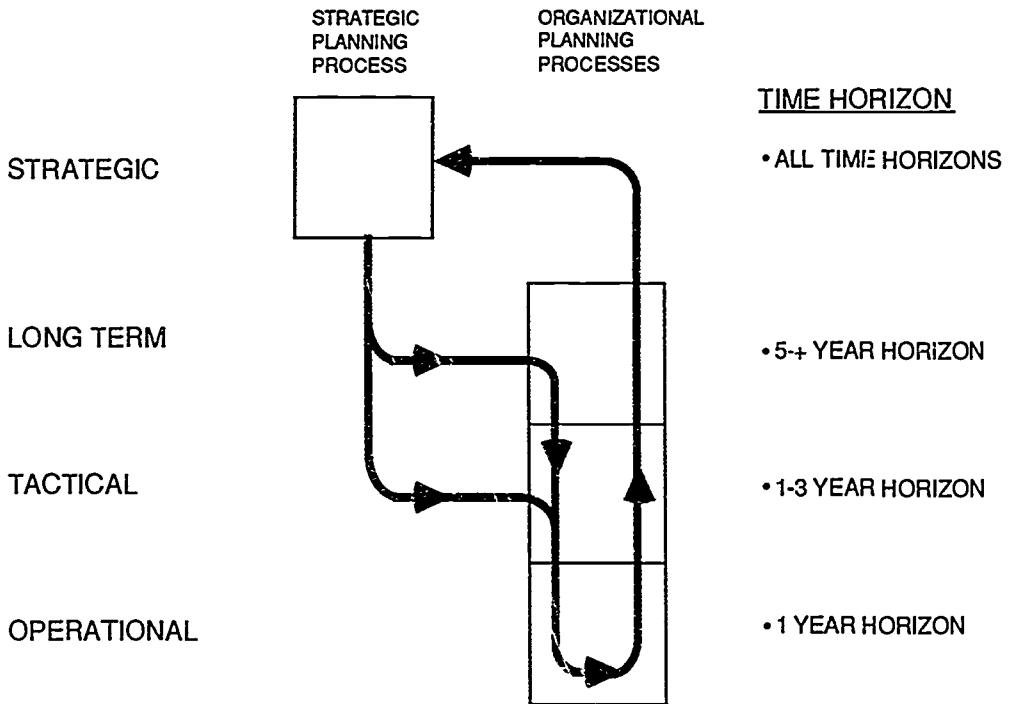 STRATEGIC
PLANNING
PROCESS
ORGANIZATIONAL
PLANNING
PROCESSES
TIME HORIZON
STRATEGIC
• ALL TIME HORIZONS
LONG TERM
• 5-+ YEAR HORIZON
TACTICAL
• 1-3 YEAR HORIZON
OPERATIONAL
• 1 YEAR HORIZON